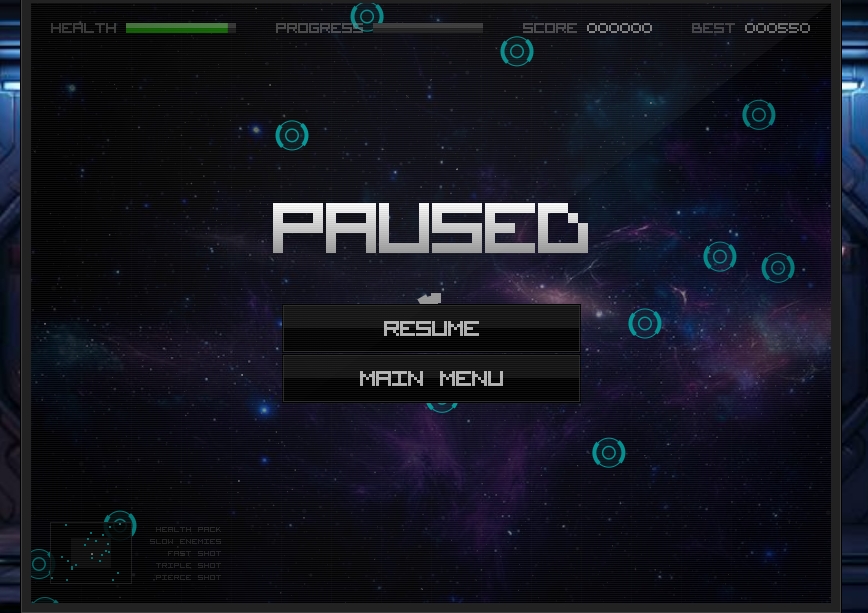 HEALTH PROGRESS SCORE 000000 BEST 000550
PAUSED
RESUME
MAIN MENU
HEALTH PACK
SLOW ENEMIES
FAST SHOT
TRIPLE SHOT
PIERCE SHOT